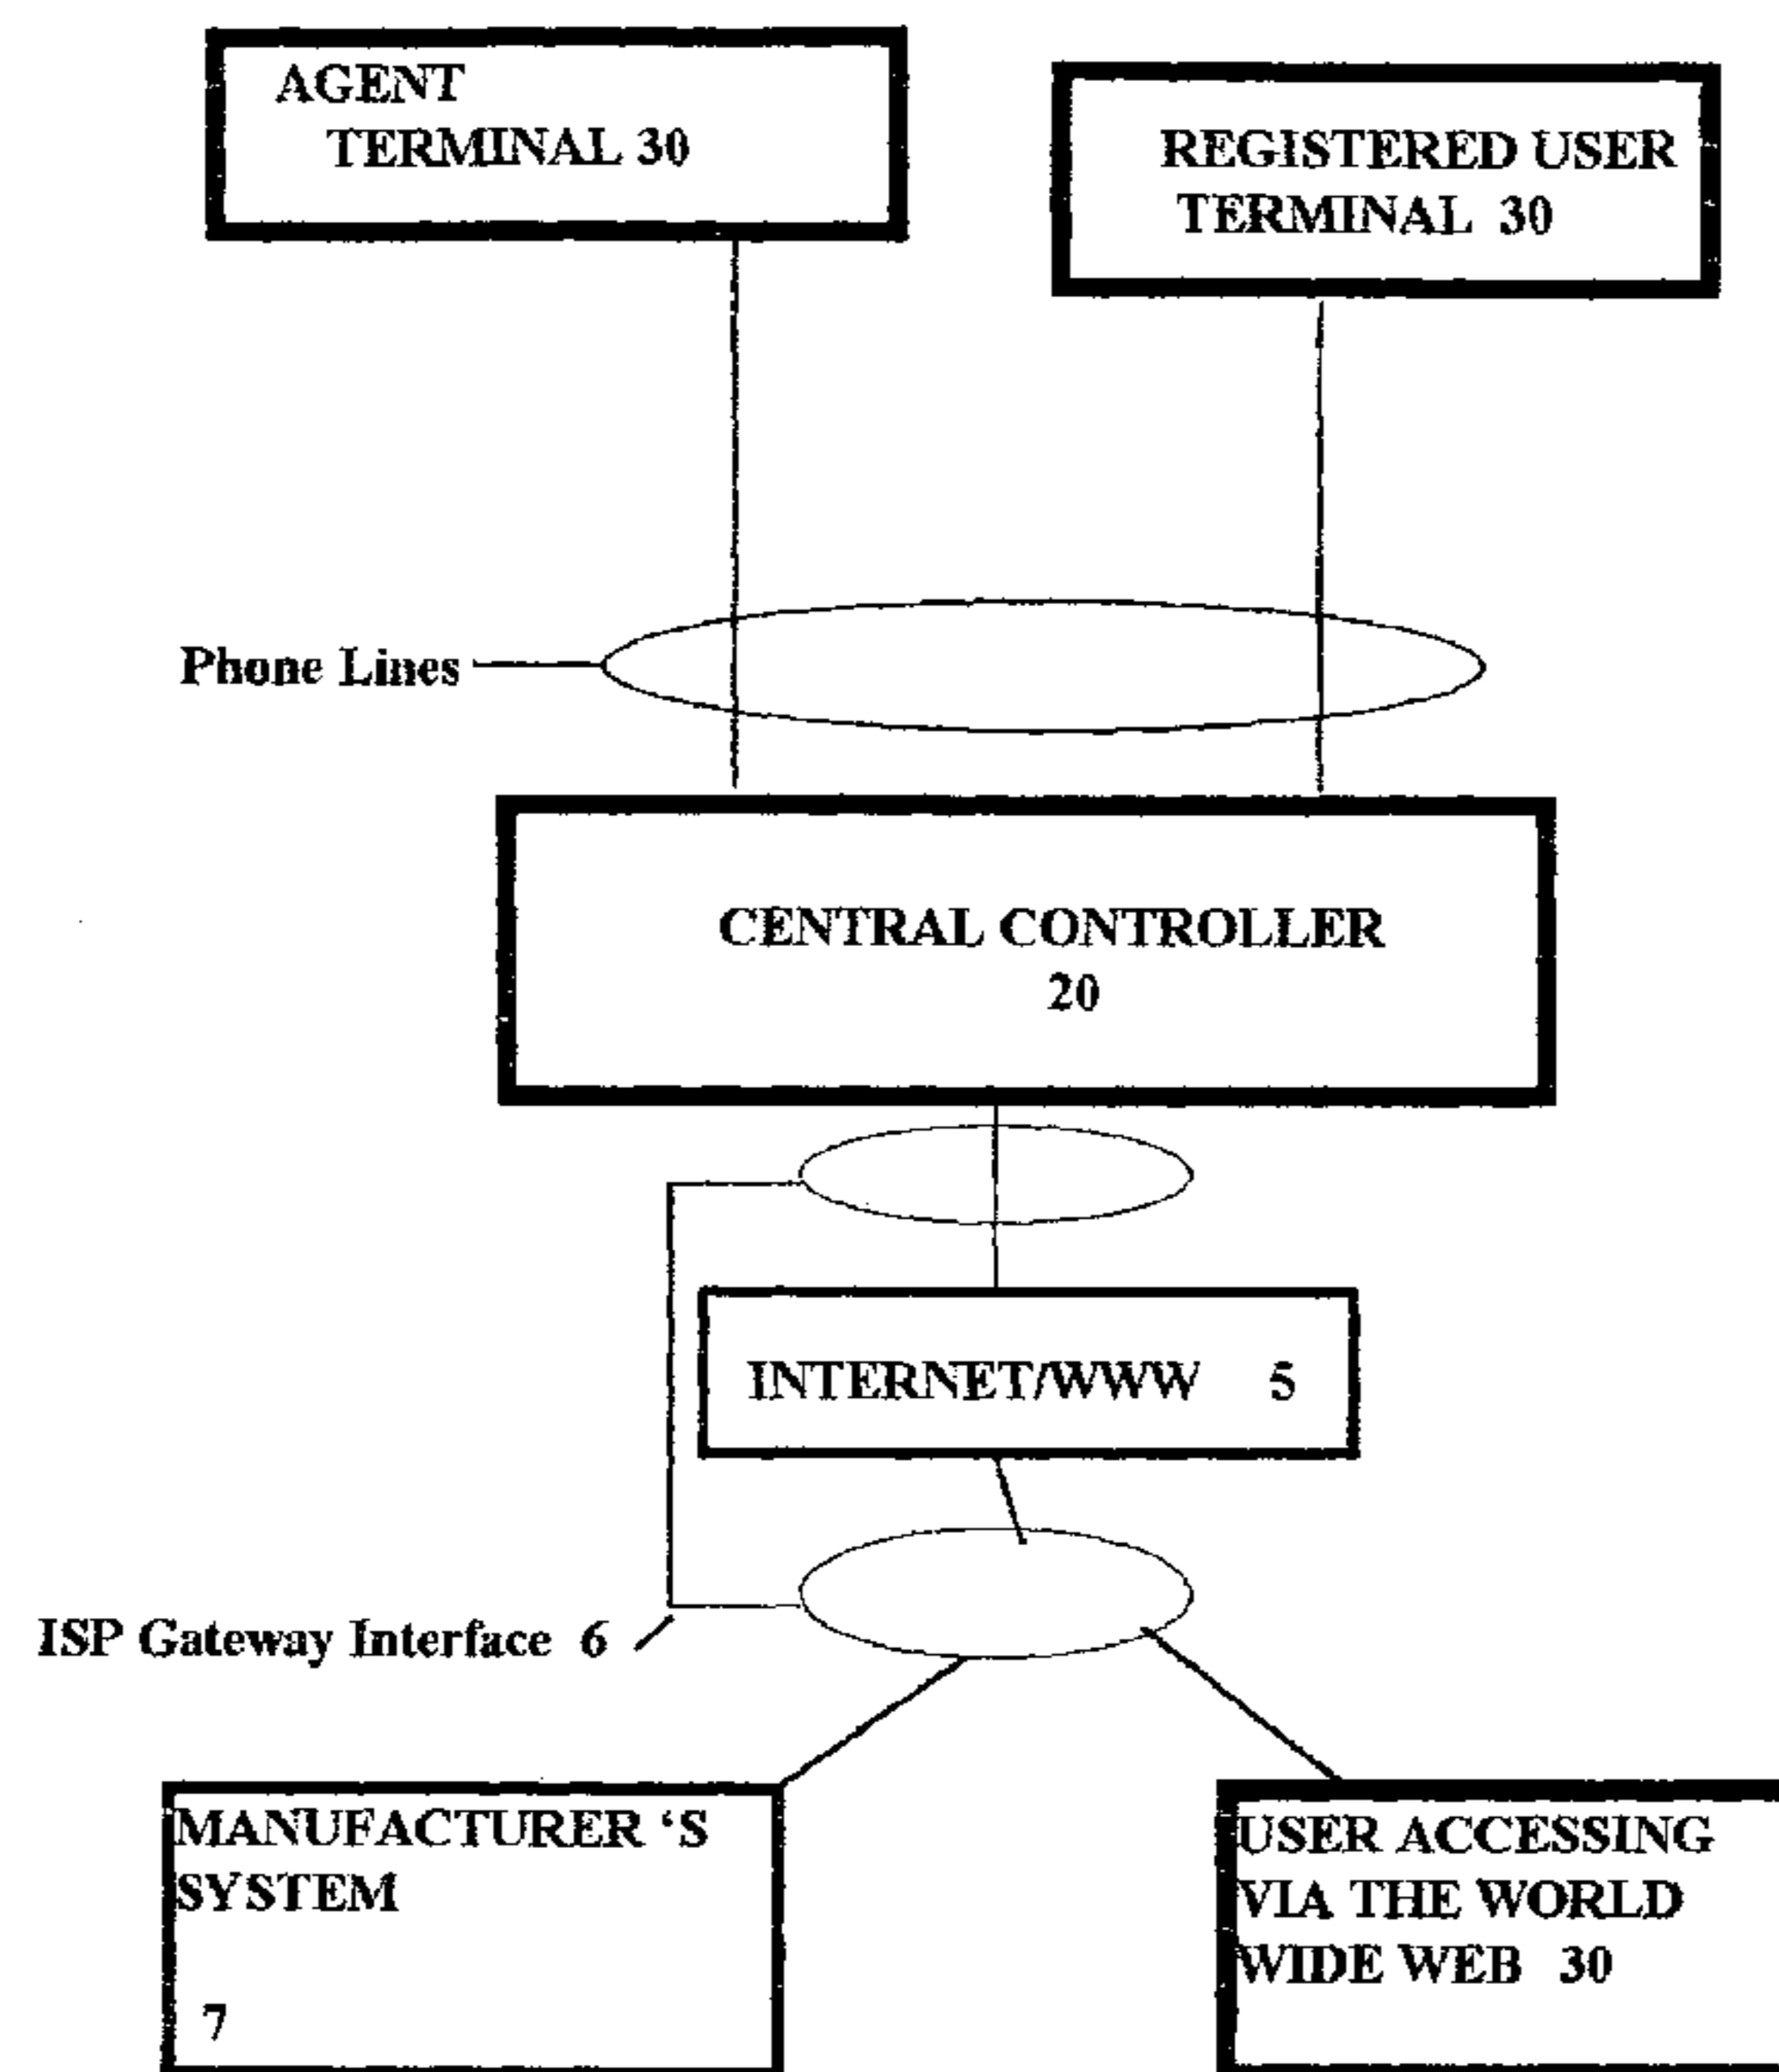 AGENT
TERMINAL 30
REGISTERED USER
TERMINAL 30
Phone Lines
CENTRAL CONTROLLER
20
INTERNET/WWW 5
ISP Gateway Interface 6
MANUFACTURER ‘S
SYSTEM
7
USER ACCESSING
VIA THE WORLD
WIDE WEB 30